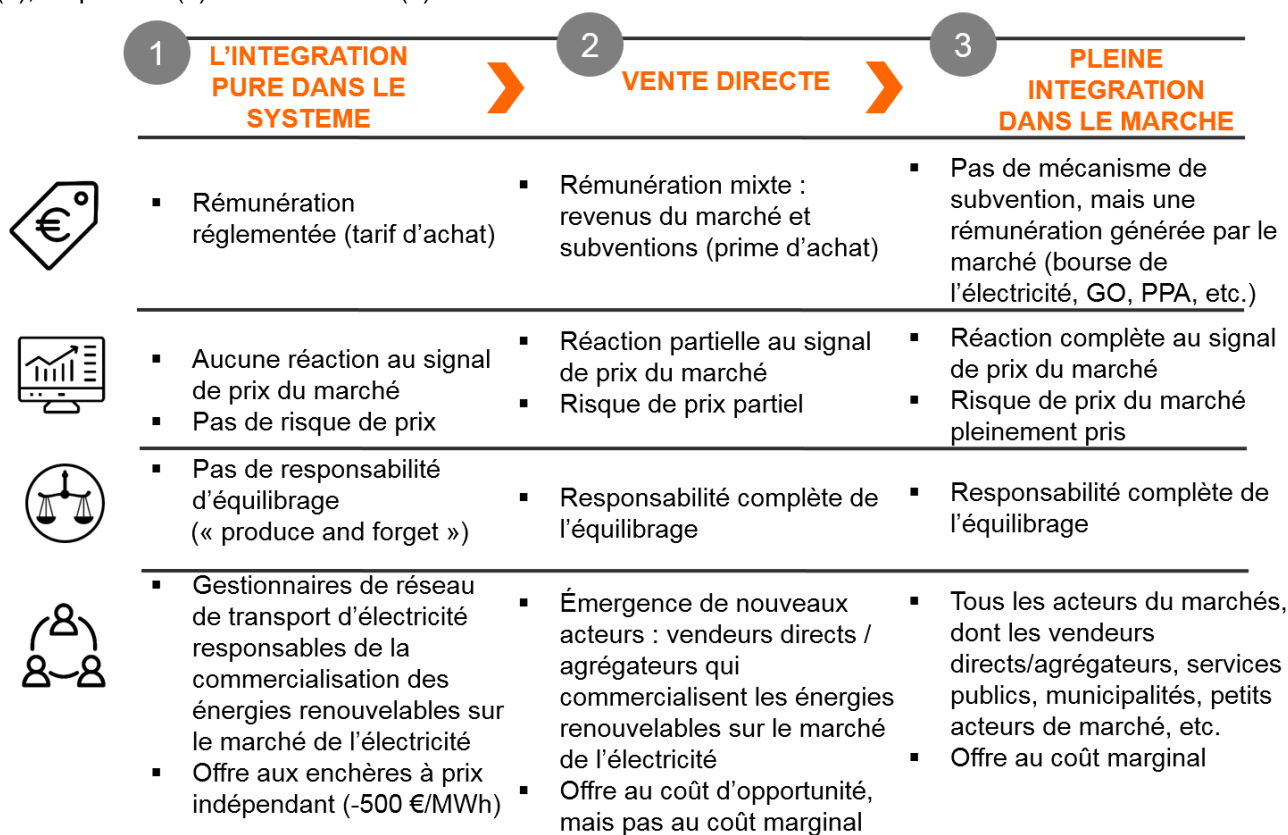 1
L'INTEGRATION
PURE DANS LE
SYSTEME
2
VENTE DIRECTE
3
PLEINE
INTEGRATION
DANS LE MARCHE
€
▪ Rémunération
réglementée (tarif d'achat)
▪ Rémunération mixte :
revenus du marché et
subventions (prime d'achat)
▪ Pas de mécanisme de
subvention, mais une
rémunération générée par le
marché (bourse de
l'électricité, GO, PPA, etc.)
▪ Aucune réaction au signal
de prix du marché
▪ Pas de risque de prix
▪ Réaction partielle au signal
de prix du marché
▪ Risque de prix partiel
▪ Réaction complète au signal
de prix du marché
▪ Risque de prix du marché
pleinement pris
▪ Pas de responsabilité
d'équilibrage
(« produce and forget »)
▪ Responsabilité complète de
l'équilibrage
▪ Responsabilité complète de
l'équilibrage
▪ Gestionnaires de réseau
de transport d'électricité
responsables de la
commercialisation des
énergies renouvelables sur
le marché de l'électricité
▪ Offre aux enchères à prix
indépendant (-500 €/MWh)
▪ Émergence de nouveaux
acteurs : vendeurs directs /
agrégateurs qui
commercialisent les énergies
renouvelables sur le marché
de l'électricité
▪ Offre au coût d'opportunité,
mais pas au coût marginal
▪ Tous les acteurs du marchés,
dont les vendeurs
directs/agrégateurs, services
publics, municipalités, petits
acteurs de marché, etc.
▪ Offre au coût marginal